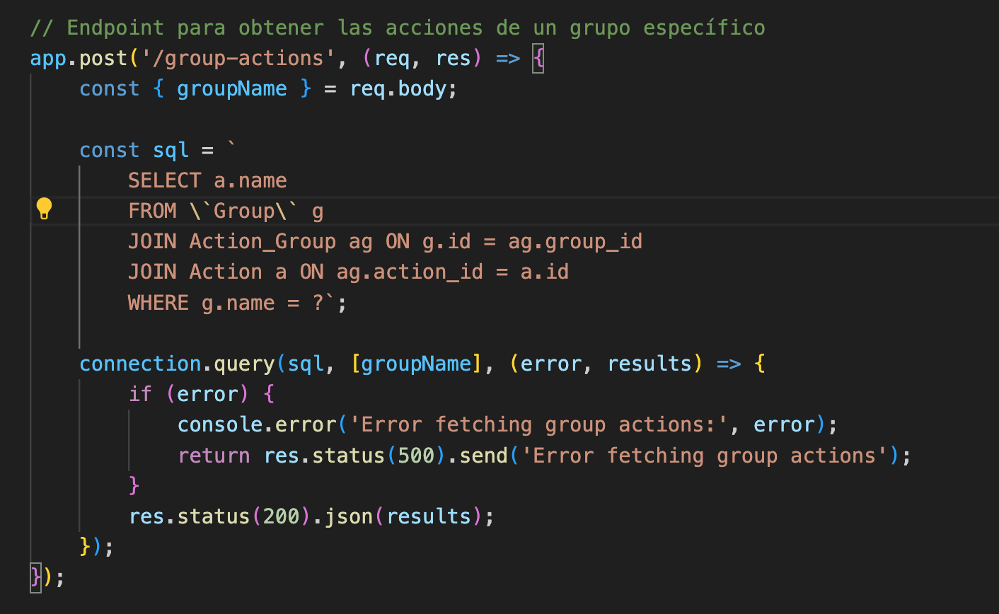 // Endpoint para obtener las acciones de un grupo específico
app.post('/group-actions', (req, res) => {
    const { groupName } = req.body;

    const sql = `
        SELECT a.name
        FROM \`Group\` g
        JOIN Action_Group ag ON g.id = ag.group_id
        JOIN Action a ON ag.action_id = a.id
        WHERE g.name = ?`;

    connection.query(sql, [groupName], (error, results) => {
        if (error) {
            console.error('Error fetching group actions:', error);
            return res.status(500).send('Error fetching group actions');
        }
        res.status(200).json(results);
    });
});